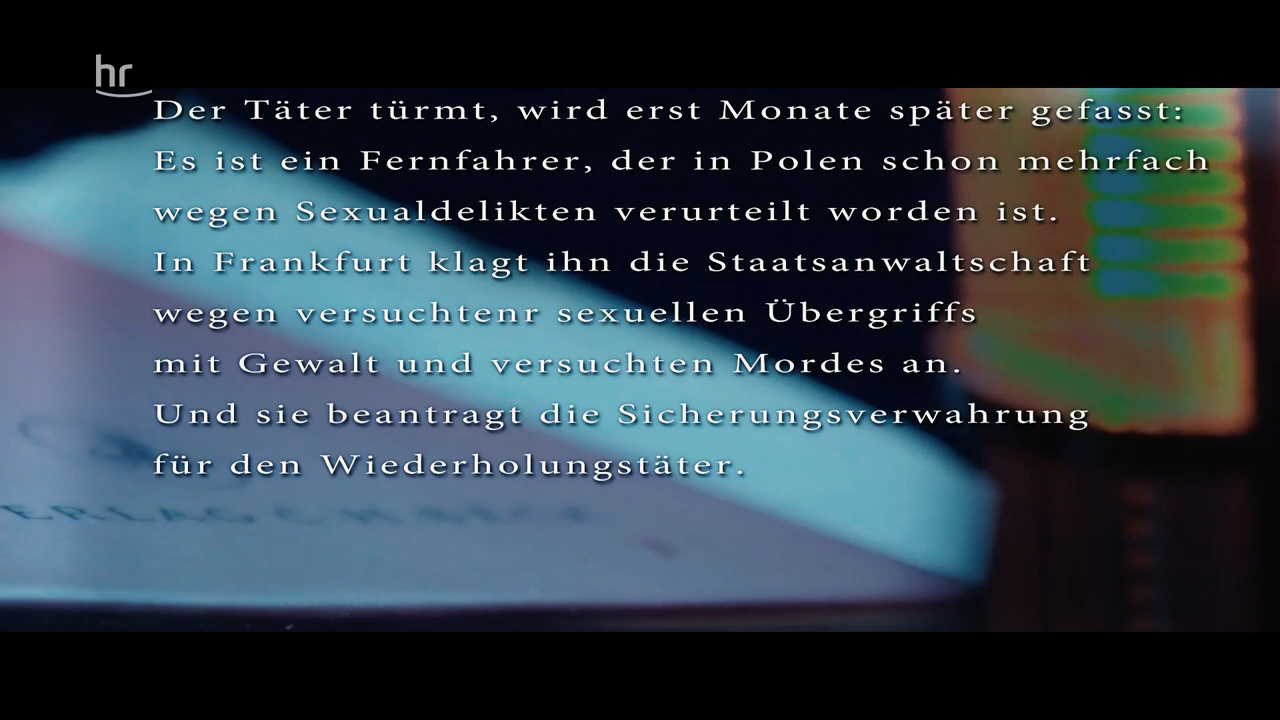 hr
Der Täter türmt, wird erst Monate später gefasst:
Es ist ein Fernfahrer, der in Polen schon mehrfach
wegen Sexualdelikten verurteilt worden ist.
In Frankfurt klagt ihn die Staatsanwaltschaft
wegen versuchtenr sexuellen Übergriffs
mit Gewalt und versuchten Mordes an.
Und sie beantragt die Sicherungsverwahrung
für den Wiederholungstäter.